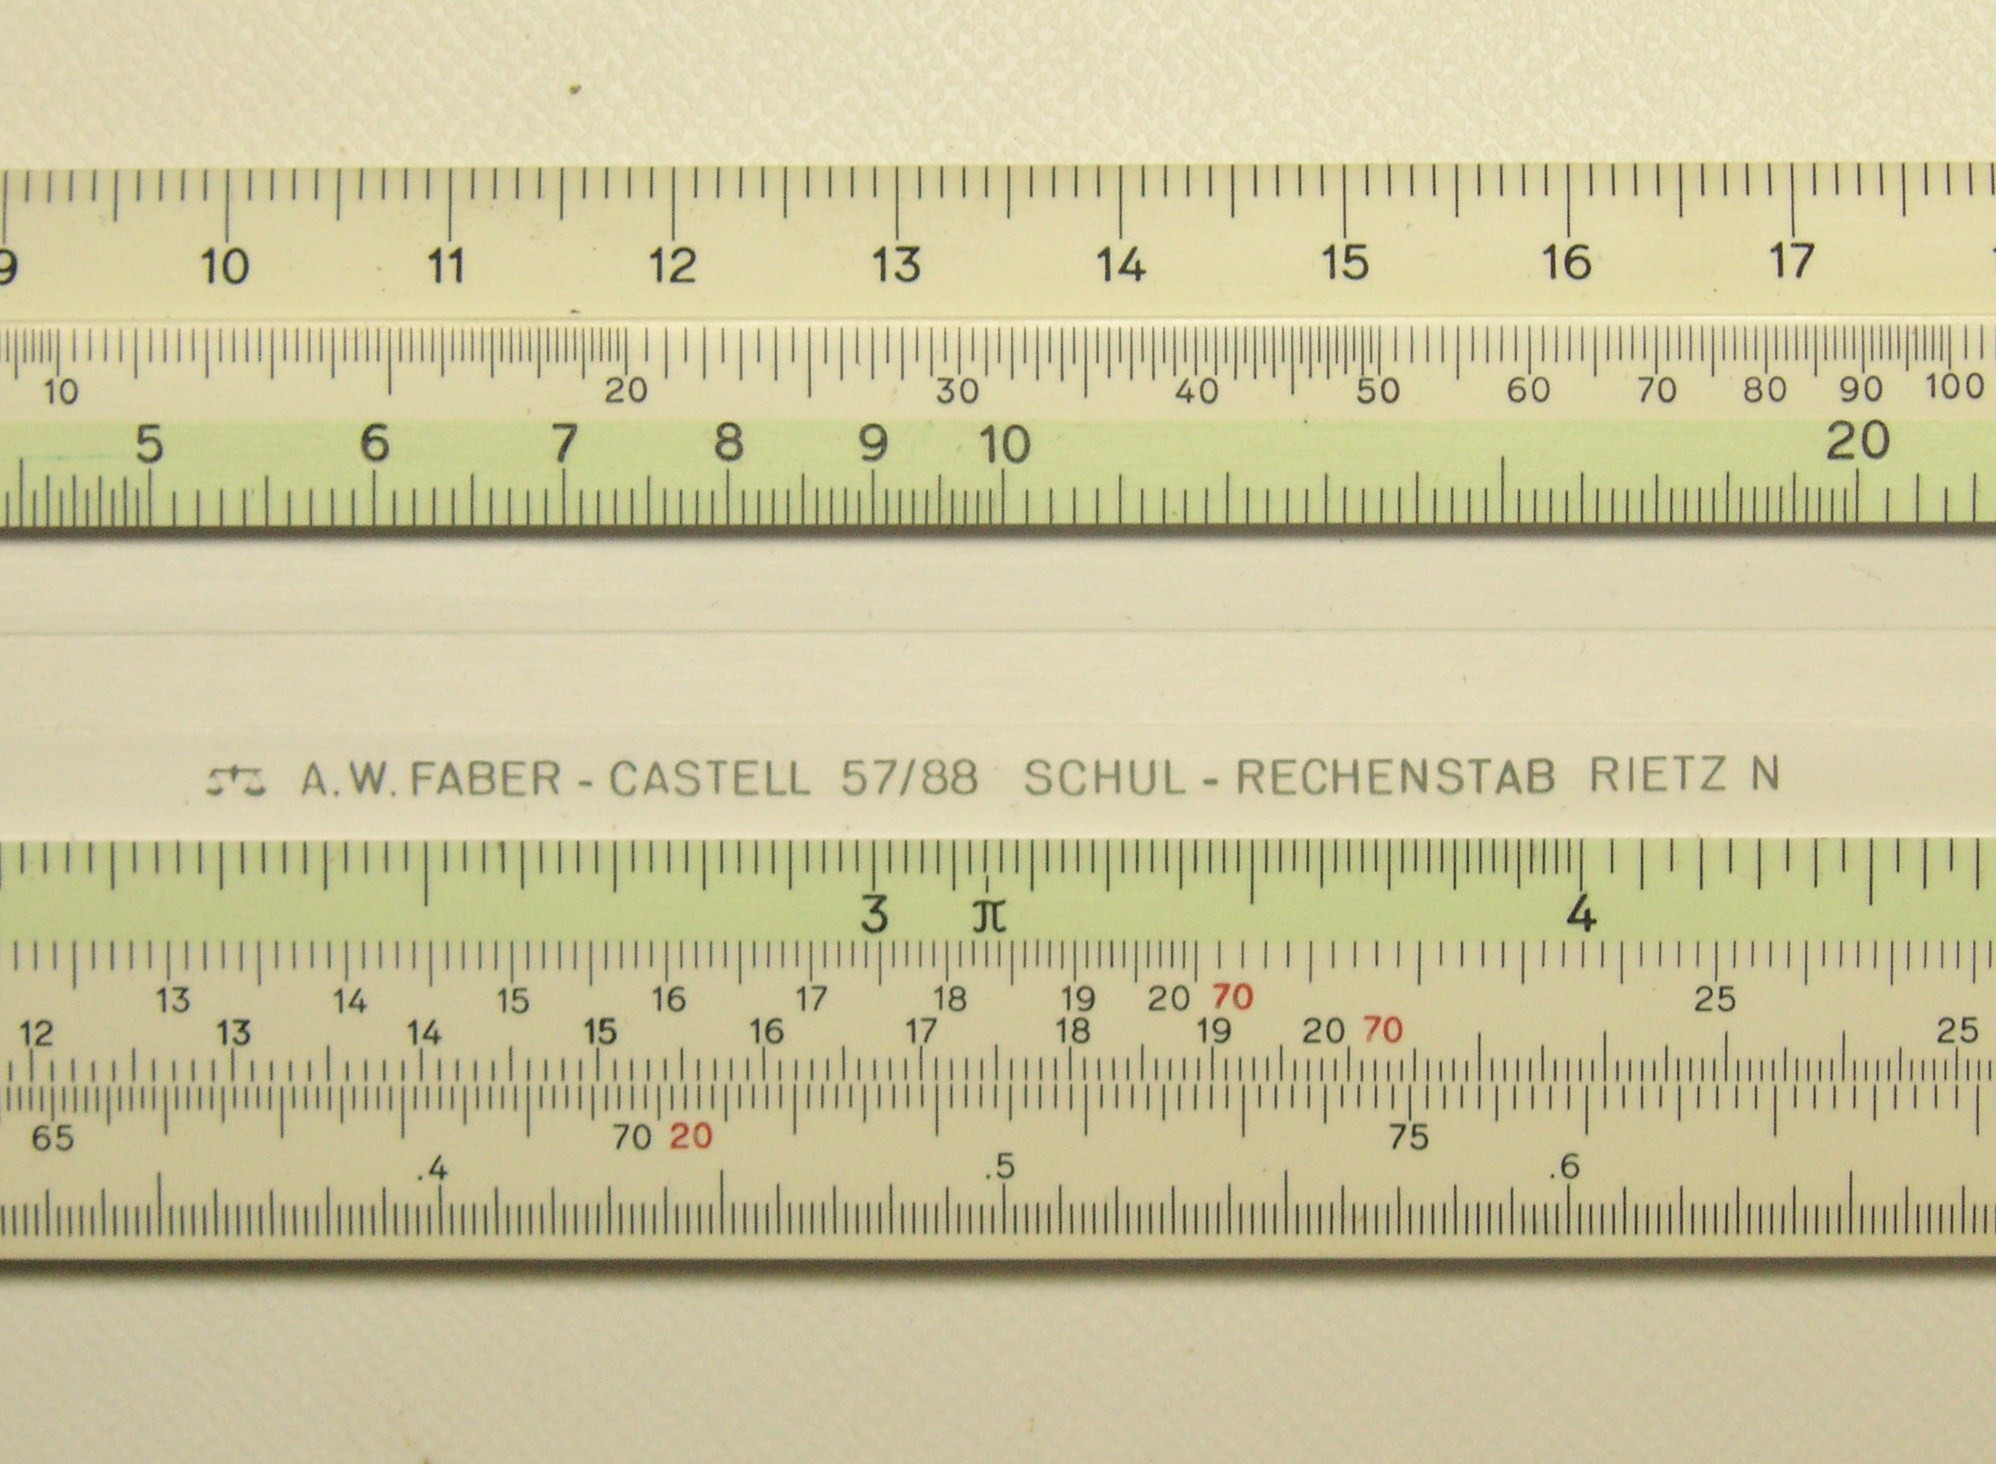 9 10 11 12 13 14 15 16 17
10 20 30 40 50 60 70 80 90 100
5 6 7 8 9 10 20
A.W. FABER - CASTELL 57/88 SCHUL - RECHENSTAB RIETZ N
3 π 4
13 14 15 16 17 18 19 20 70 25
12 13 14 15 16 17 18 19 20 70 25
65 70 20 75
.4 .5 .6